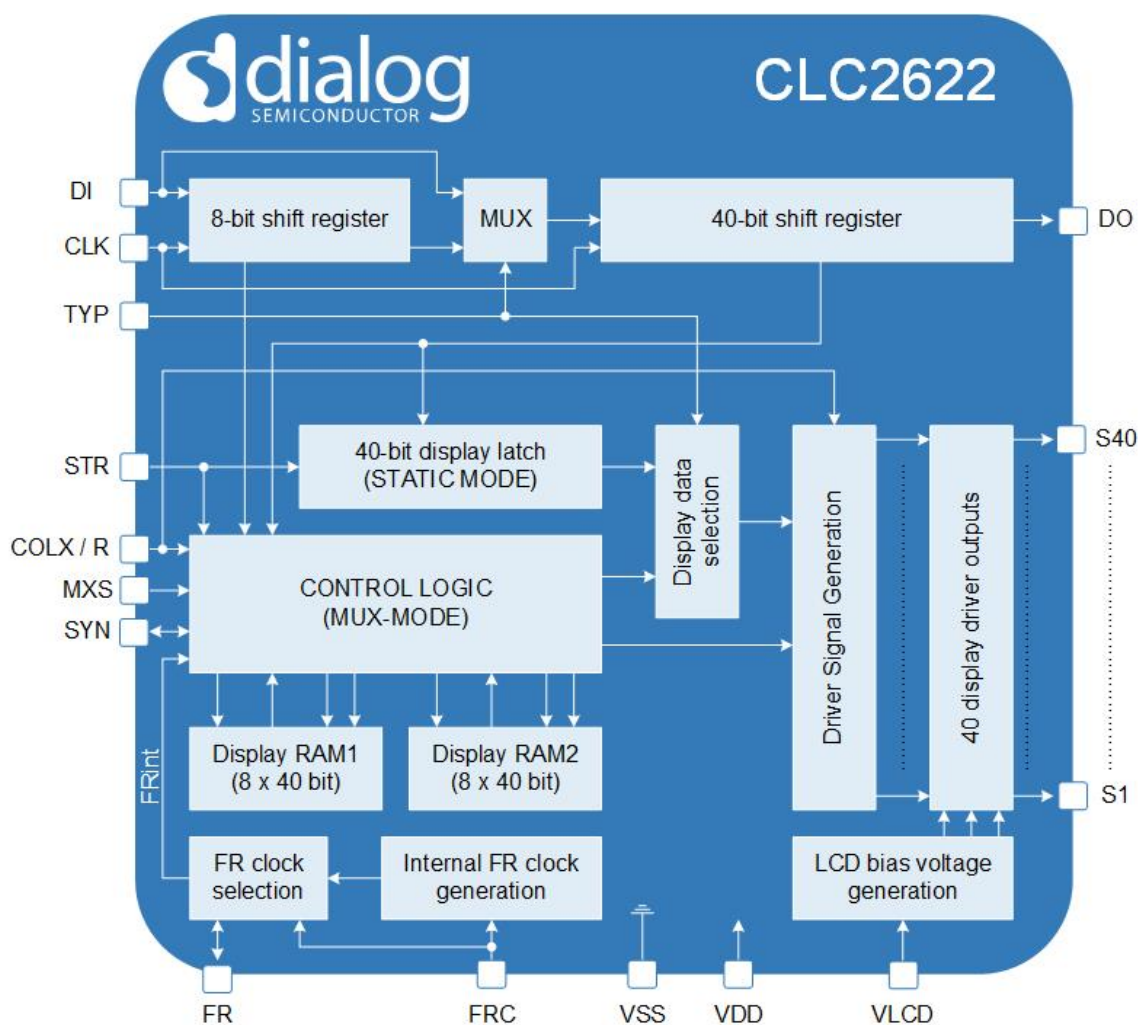 dialog
SEMICONDUCTOR
CLC2622
DI
8-bit shift register
MUX
40-bit shift register
DO
CLK
TYP
STR
40-bit display latch
(STATIC MODE)
Display data
selection
Driver Signal Generation
40 display driver outputs
S40
COLX / R
MXS
SYN
CONTROL LOGIC
(MUX-MODE)
FRint
Display RAM1
(8 x 40 bit)
Display RAM2
(8 x 40 bit)
S1
FR clock
selection
Internal FR clock
generation
LCD bias voltage
generation
FR
FRC
VSS
VDD
VLCD